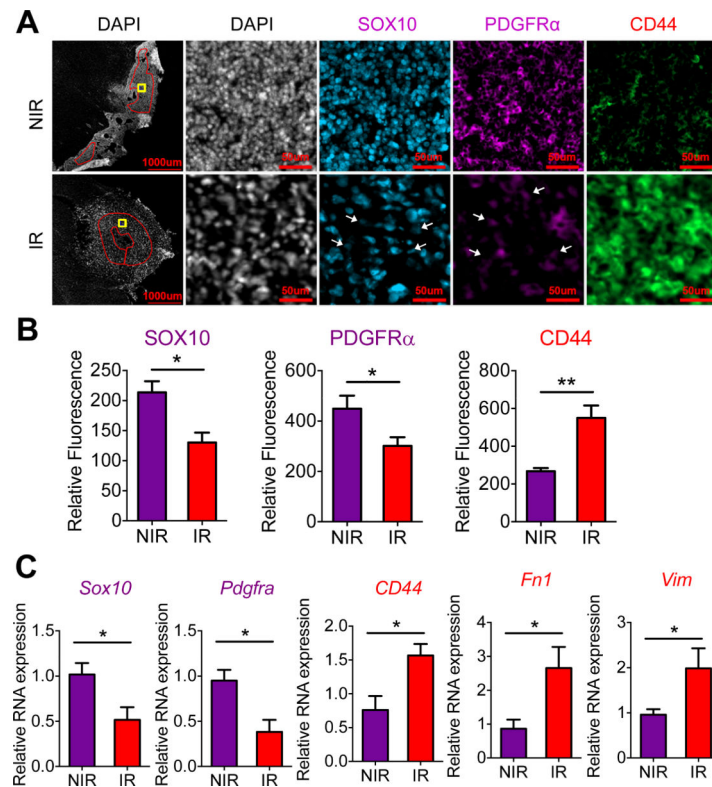 A
DAPI DAPI SOX10 PDGFRα CD44
NIR
1000um 50um 50um 50um 50um
IR
1000um 50um 50um 50um 50um
B
SOX10 PDGFRα CD44
Relative Fluorescence
250
200
150
100
50
0
*
NIR IR
Relative Fluorescence
600
400
200
0
*
NIR IR
Relative Fluorescence
800
600
400
200
0
**
NIR IR
C
Sox10 Pdgfra CD44 Fn1 Vim
Relative RNA expression
1.5
1.0
0.5
0.0
*
NIR IR
Relative RNA expression
1.5
1.0
0.5
0.0
*
NIR IR
Relative RNA expression
2.0
1.5
1.0
0.5
0.0
*
NIR IR
Relative RNA expression
4
3
2
1
0
*
NIR IR
Relative RNA expression
3
2
1
0
*
NIR IR